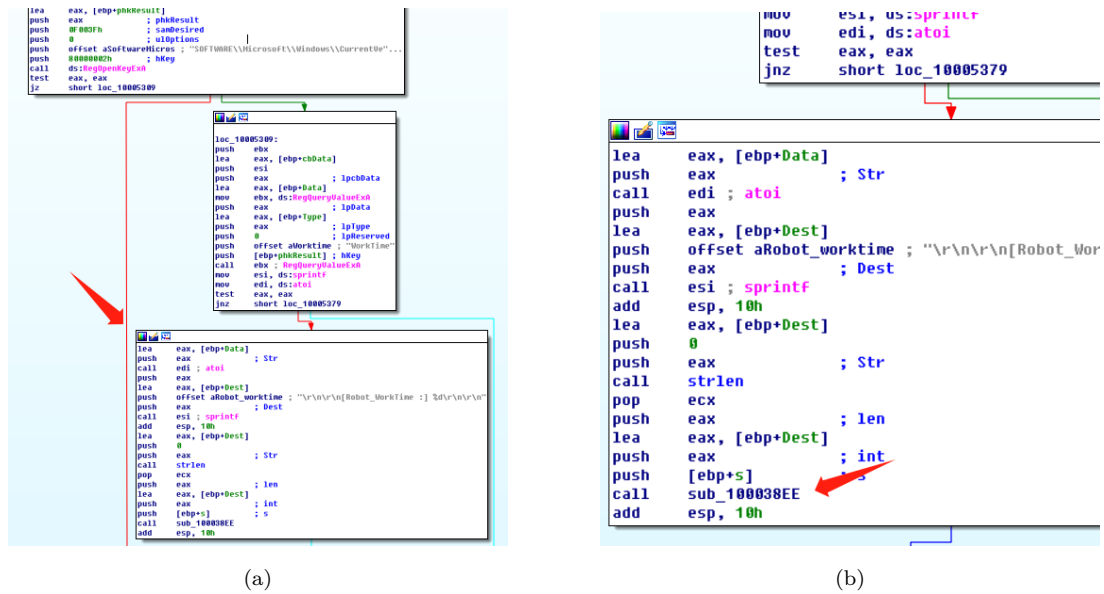 lea eax, [ebp+phkResult]
push eax ; phkResult
push 0F003Fh ; samDesired
push 0 ; ulOptions
push offset aSoftwareMicros ; "SOFTWARE\\Microsoft\\Windows\\CurrentVe"...
push 80000002h ; hKey
call ds:RegOpenKeyExA
test eax, eax
jz short loc_10005309
loc_10005309:
push ebx
lea eax, [ebp+cbData]
push esi
push eax ; lpcbData
lea eax, [ebp+Data]
mov ebx, ds:RegQueryValueExA
push eax ; lpData
lea eax, [ebp+Type]
push eax ; lpType
push 0 ; lpReserved
push offset aWorktime ; "WorkTime"
push [ebp+phkResult] ; hKey
call ebx ; RegQueryValueExA
mov esi, ds:sprintf
mov edi, ds:atoi
test eax, eax
jnz short loc_10005379
lea eax, [ebp+Data]
push eax ; Str
call edi ; atoi
push eax
lea eax, [ebp+Dest]
push offset aRobot_worktime ; "\r\n\r\n[Robot_WorkTime :] %d\r\n\r\n"
push eax ; Dest
call esi ; sprintf
add esp, 10h
lea eax, [ebp+Dest]
push 0
push eax ; Str
call strlen
pop ecx
push eax ; len
lea eax, [ebp+Dest]
push eax ; int
push [ebp+s] ; s
call sub_100038EE
add esp, 10h
(a)
mov esi, ds:sprintf
mov edi, ds:atoi
test eax, eax
jnz short loc_10005379
lea eax, [ebp+Data]
push eax ; Str
call edi ; atoi
push eax
lea eax, [ebp+Dest]
push offset aRobot_worktime ; "\r\n\r\n[Robot_Wor
push eax ; Dest
call esi ; sprintf
add esp, 10h
lea eax, [ebp+Dest]
push 0
push eax ; Str
call strlen
pop ecx
push eax ; len
lea eax, [ebp+Dest]
push eax ; int
push [ebp+s] ; s
call sub_100038EE
add esp, 10h
(b)